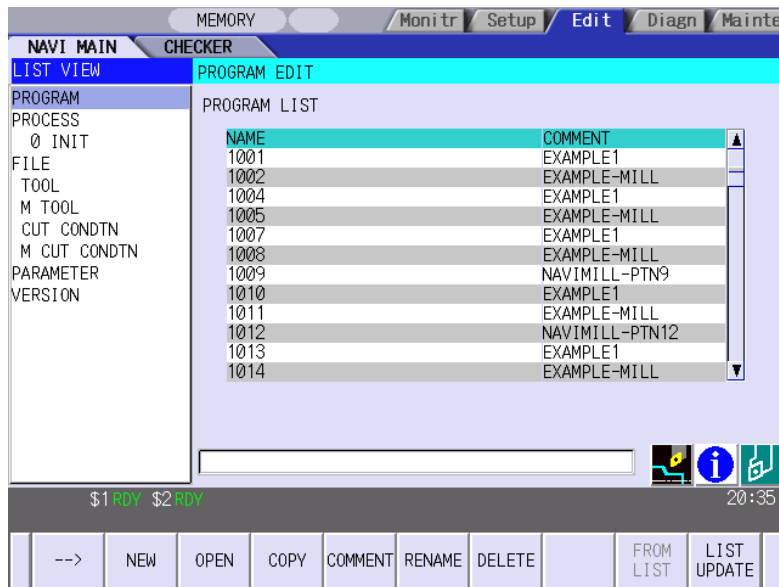 MEMORY Monitr Setup Edit Diagn Mainte
NAVI MAIN CHECKER
LIST VIEW PROGRAM EDIT
PROGRAM
PROCESS
0 INIT
FILE
TOOL
M TOOL
CUT CONDTN
M CUT CONDTN
PARAMETER
VERSION
PROGRAM LIST
NAME COMMENT
1001 EXAMPLE1
1002 EXAMPLE-MILL
1004 EXAMPLE1
1005 EXAMPLE-MILL
1007 EXAMPLE1
1008 EXAMPLE-MILL
1009 NAVIMILL-PTN9
1010 EXAMPLE1
1011 EXAMPLE-MILL
1012 NAVIMILL-PTN12
1013 EXAMPLE1
1014 EXAMPLE-MILL
$1 RDY $2 RDY 20:35
--> NEW OPEN COPY COMMENT RENAME DELETE FROM LIST LIST UPDATE